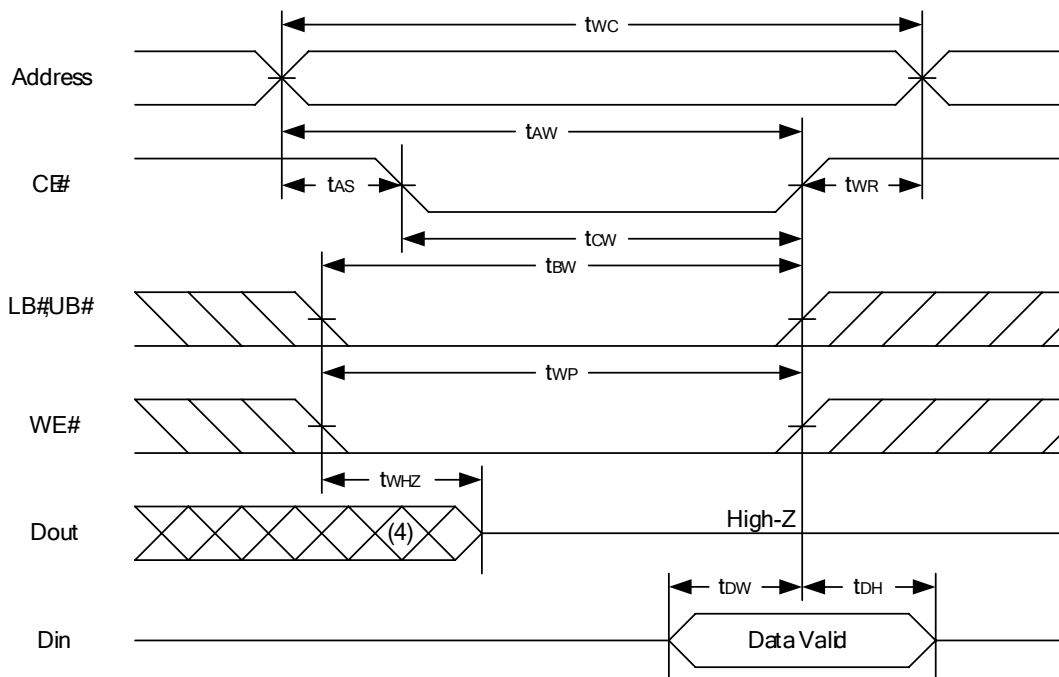 tWC
Address
tAW
CE#
tAS
tWR
tCW
tBW
LB#,UB#
tWP
WE#
tWHZ
Dout
(4)
High-Z
tDW
tDH
Din
Data Valid